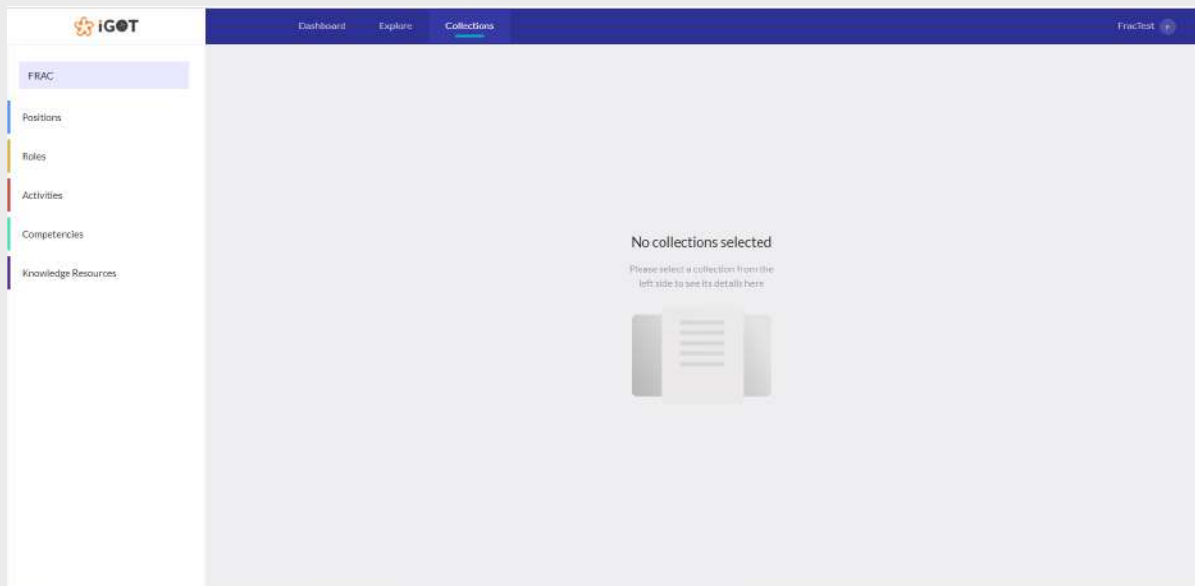 iGOT
Dashboard Explore Collections FracTest
FRAC
Positions
Roles
Activities
Competencies
Knowledge Resources
No collections selected
Please select a collection from the
left side to see its details here